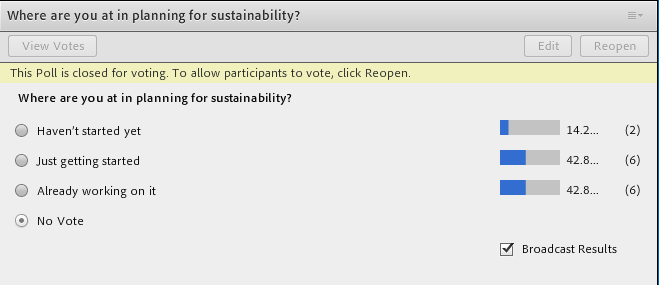 Where are you at in planning for sustainability?
View Votes Edit Reopen
This Poll is closed for voting. To allow participants to vote, click Reopen.
Where are you at in planning for sustainability?
Haven't started yet 14.2... (2)
Just getting started 42.8... (6)
Already working on it 42.8... (6)
No Vote
Broadcast Results